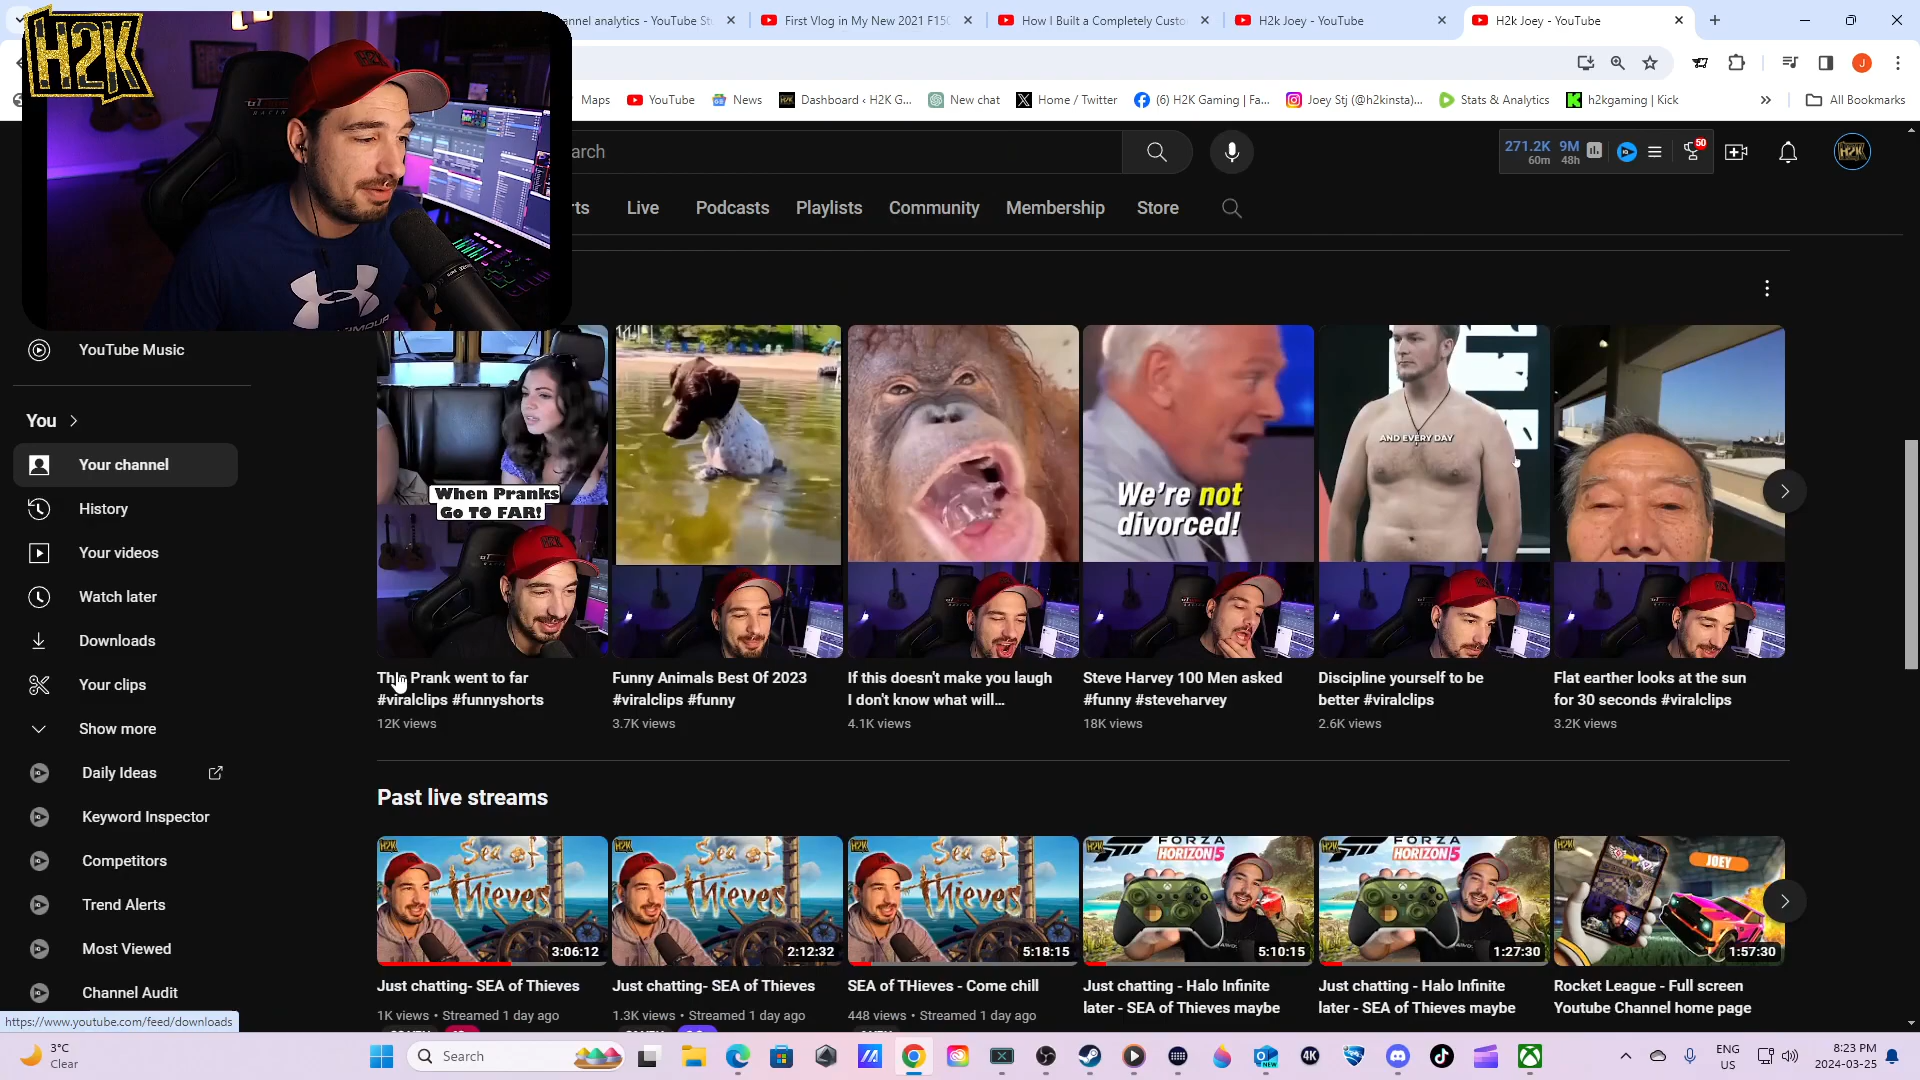 H2K
annel analytics - YouTube St
First Vlog in My New 2021 F150
How I Built a Completely Custo
H2k Joey - YouTube
H2k Joey - YouTube
Maps
YouTube
News
Dashboard ‹ H2K G...
New chat
Home / Twitter
(6) H2K Gaming | Fa...
Joey Stj (@h2kinsta)...
Stats & Analytics
h2kgaming | Kick
All Bookmarks
arch
271.2K 9M
60m 48h
50
rts
Live
Podcasts
Playlists
Community
Membership
Store
YouTube Music
You
Your channel
History
Your videos
Watch later
Downloads
Your clips
Show more
Daily Ideas
Keyword Inspector
Competitors
Trend Alerts
Most Viewed
Channel Audit
When Pranks
Go TO FAR!
We're not
divorced!
AND EVERY DAY
This Prank went to far
#viralclips #funnyshorts
12K views
Funny Animals Best Of 2023
#viralclips #funny
3.7K views
If this doesn't make you laugh
I don't know what will...
4.1K views
Steve Harvey 100 Men asked
#funny #steveharvey
18K views
Discipline yourself to be
better #viralclips
2.6K views
Flat earther looks at the sun
for 30 seconds #viralclips
3.2K views
Past live streams
Sea of
Thieves
3:06:12
Sea of
Thieves
2:12:32
Sea of
Thieves
5:18:15
FORZA
HORIZON 5
5:10:15
FORZA
HORIZON 5
1:27:30
JOEY
1:57:30
Just chatting- SEA of Thieves
1K views • Streamed 1 day ago
Just chatting- SEA of Thieves
1.3K views • Streamed 1 day ago
SEA of THieves - Come chill
448 views • Streamed 1 day ago
Just chatting - Halo Infinite
later - SEA of Thieves maybe
Just chatting - Halo Infinite
later - SEA of Thieves maybe
Rocket League - Full screen
Youtube Channel home page
https://www.youtube.com/feed/downloads
3°C
Clear
Search
ENG
US
8:23 PM
2024-03-25